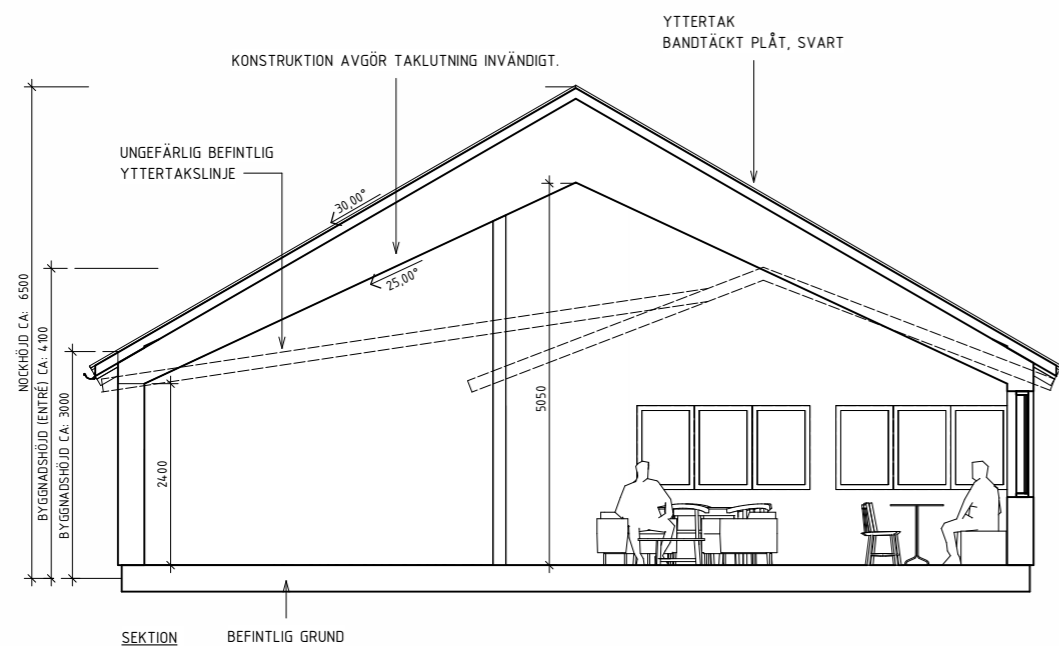 YTTERTAK
BANDTÄCKT PLÅT, SVART
KONSTRUKTION AVGÖR TAKLUTNING INVÄNDIGT.
UNGEFÄRLIG BEFINTLIG
YTTERTAKSLINJE
30,00°
25,00°
NOCKHÖJD CA: 6500
BYGGNADSHÖJD (ENTRÉ) CA: 4100
BYGGNADSHÖJD CA: 3000
2400
5050
SEKTION
BEFINTLIG GRUND